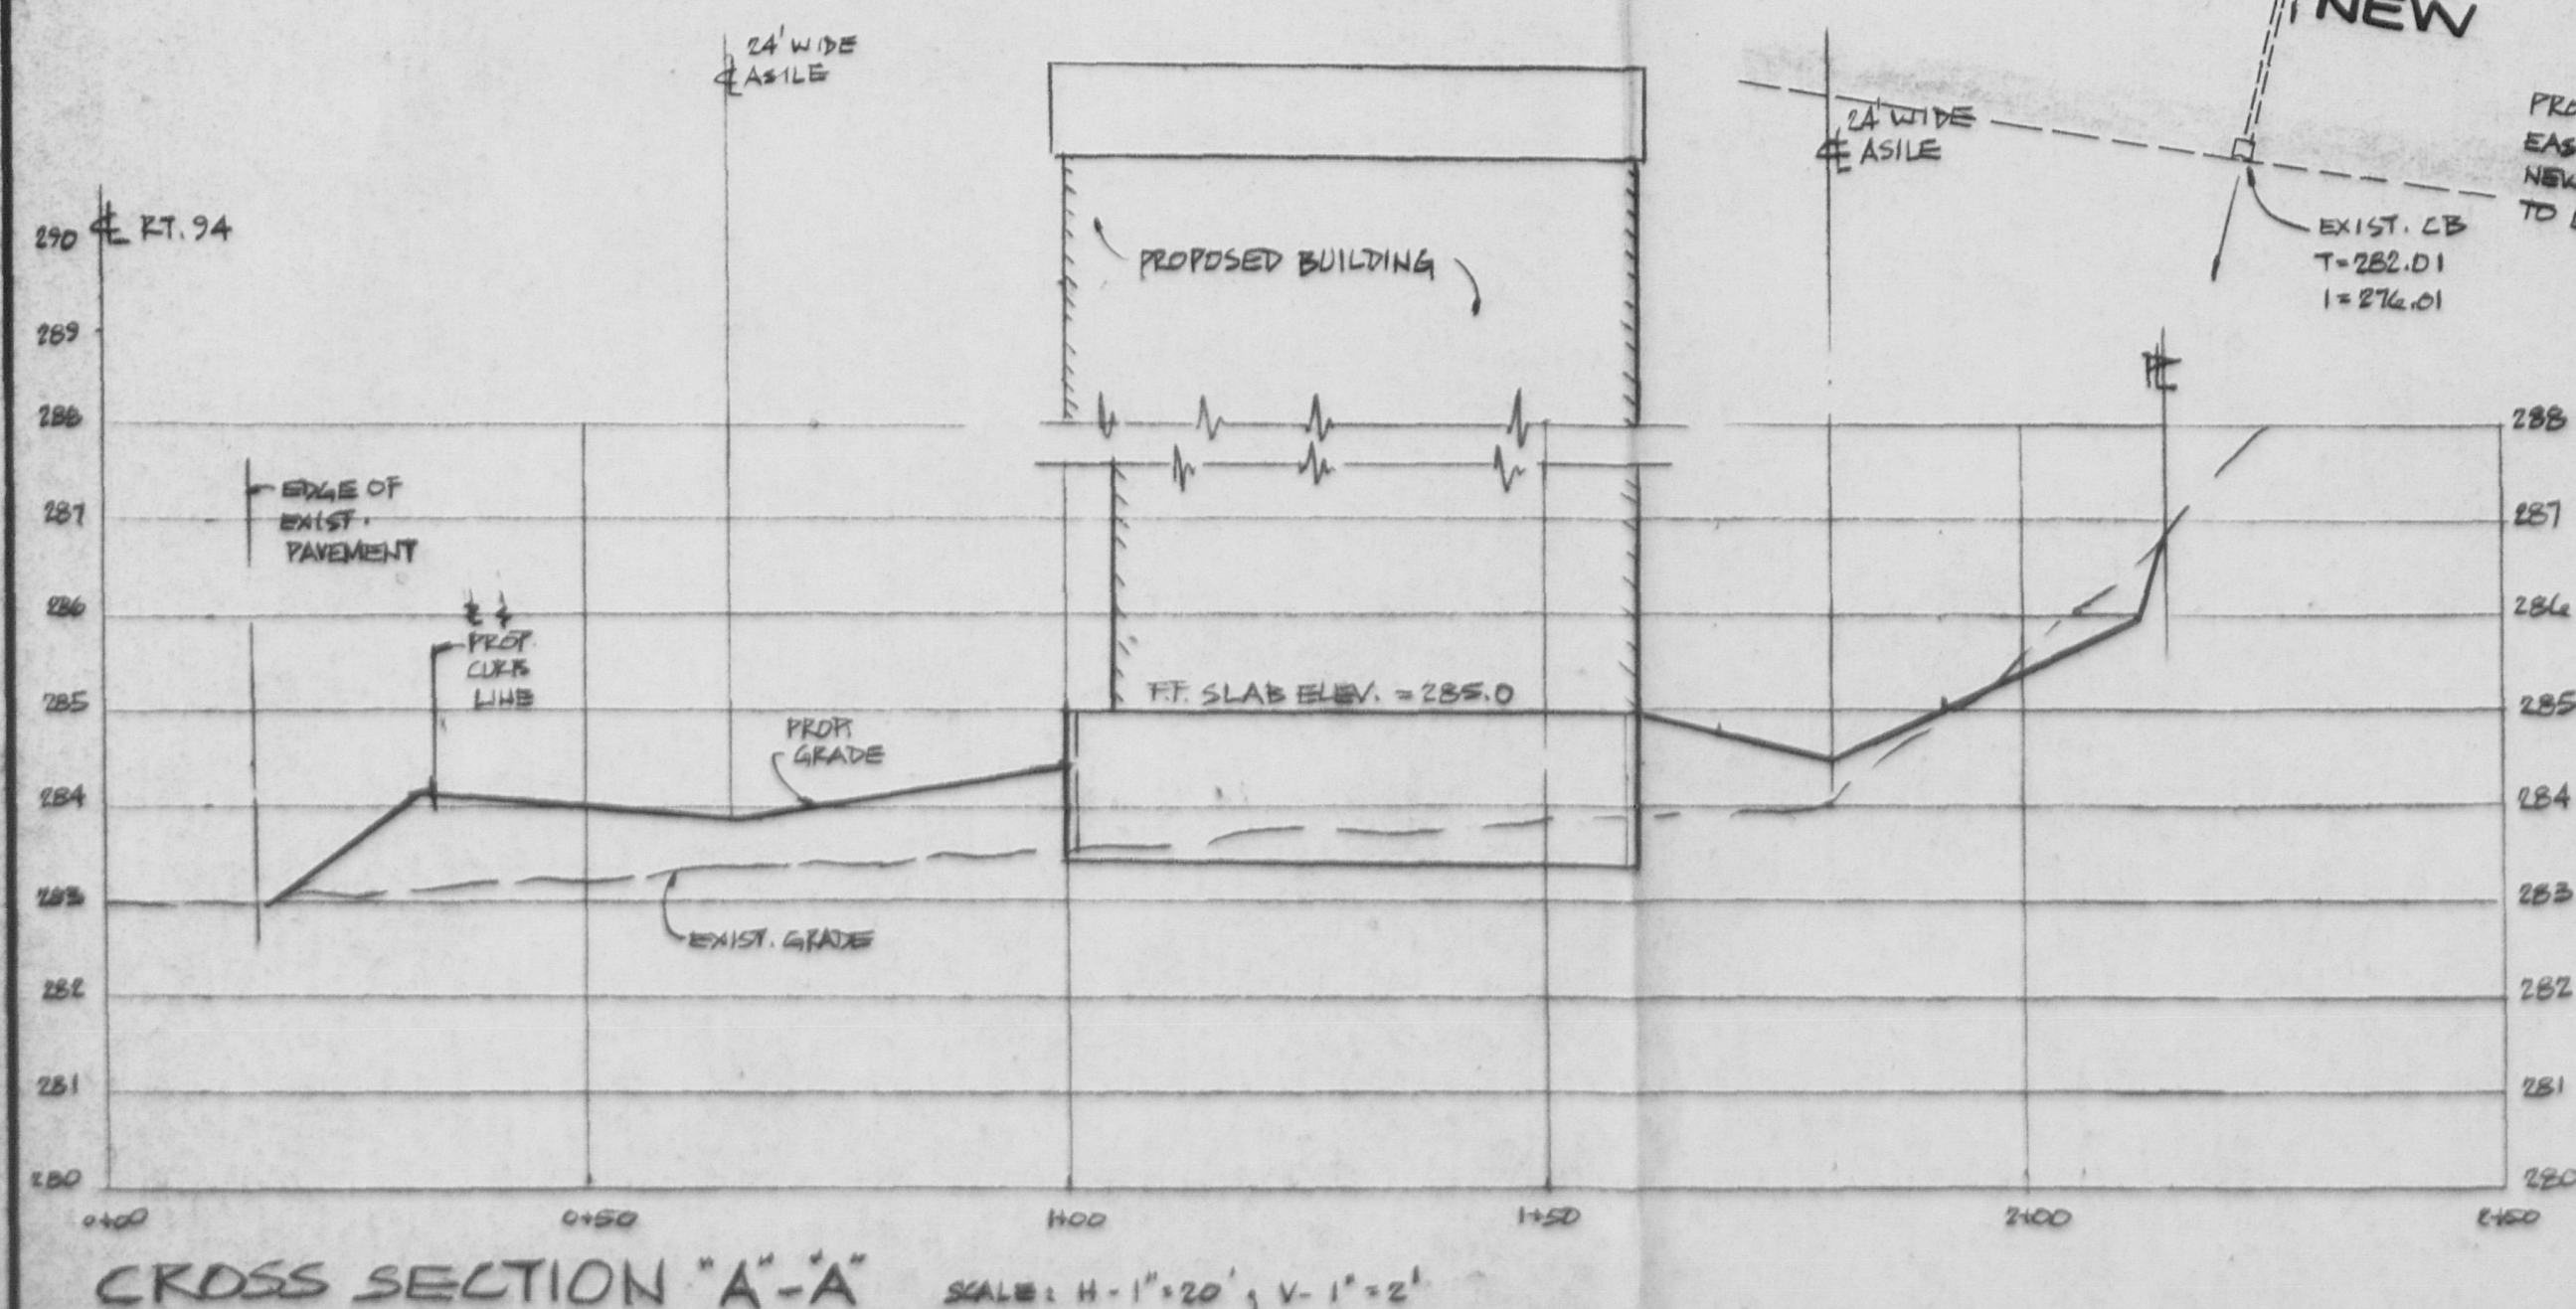 NEW
24' WIDE
℄ ASILE
24' WIDE
℄ ASILE
EXIST. CB
T=282.01
I=276.01
290
℄ RT. 94
PROPOSED BUILDING
289
288
288
EDGE OF
EXIST.
PAVEMENT
287
287
286
286
PROP.
CURB
LINE
F.F. SLAB ELEV. = 285.0
285
285
PROP.
GRADE
284
284
283
283
EXIST. GRADE
282
282
281
281
280
280
0+00
0+50
1+00
1+50
2+00
2+50
CROSS SECTION "A"-"A"
SCALE: H - 1" = 20', V - 1" = 2'